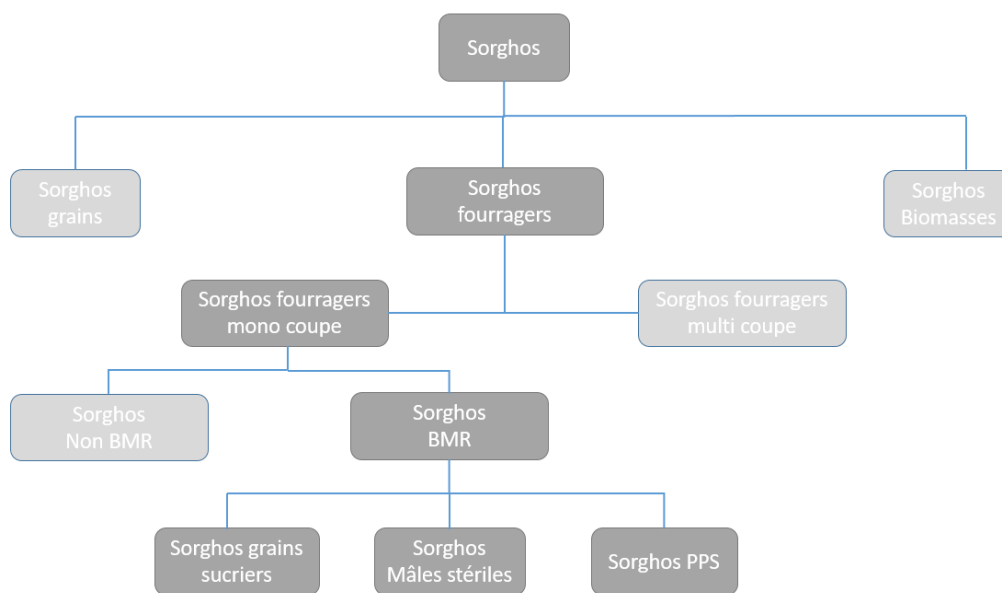 Sorghos
Sorghos
grains
Sorghos
fourragers
Sorghos
Biomasses
Sorghos fourragers
mono coupe
Sorghos fourragers
multi coupe
Sorghos
Non BMR
Sorghos
BMR
Sorghos grains
sucriers
Sorghos
Mâles stériles
Sorghos PPS